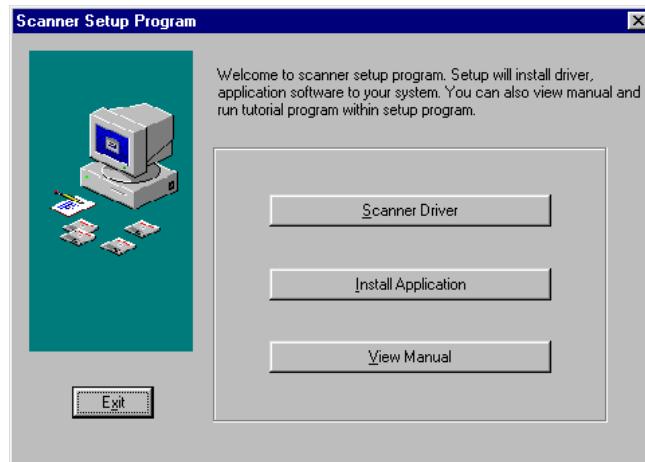 Scanner Setup Program
Welcome to scanner setup program. Setup will install driver,
application software to your system. You can also view manual and
run tutorial program within setup program.
Scanner Driver
Install Application
View Manual
Exit